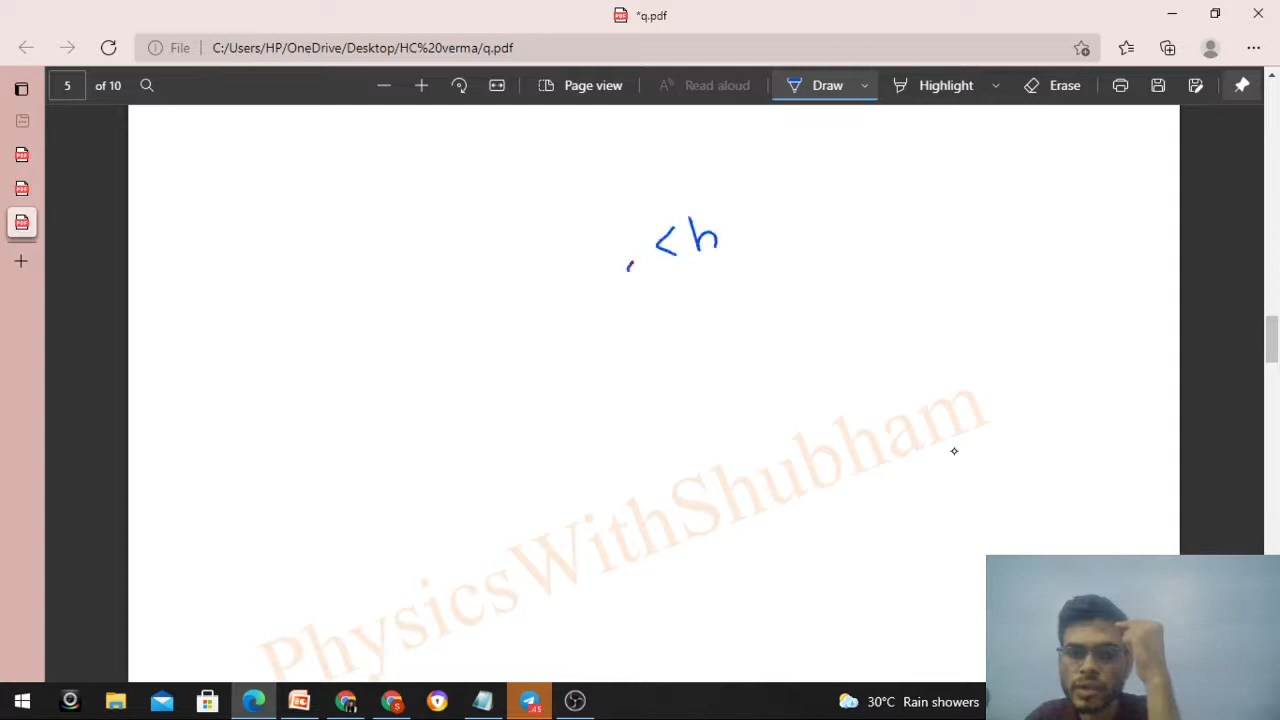 *q.pdf
File C:/Users/HP/OneDrive/Desktop/HC%20verma/q.pdf
5 of 10 Page view Read aloud Draw Highlight Erase
< h
PhysicsWithShubham
45
30°C Rain showers